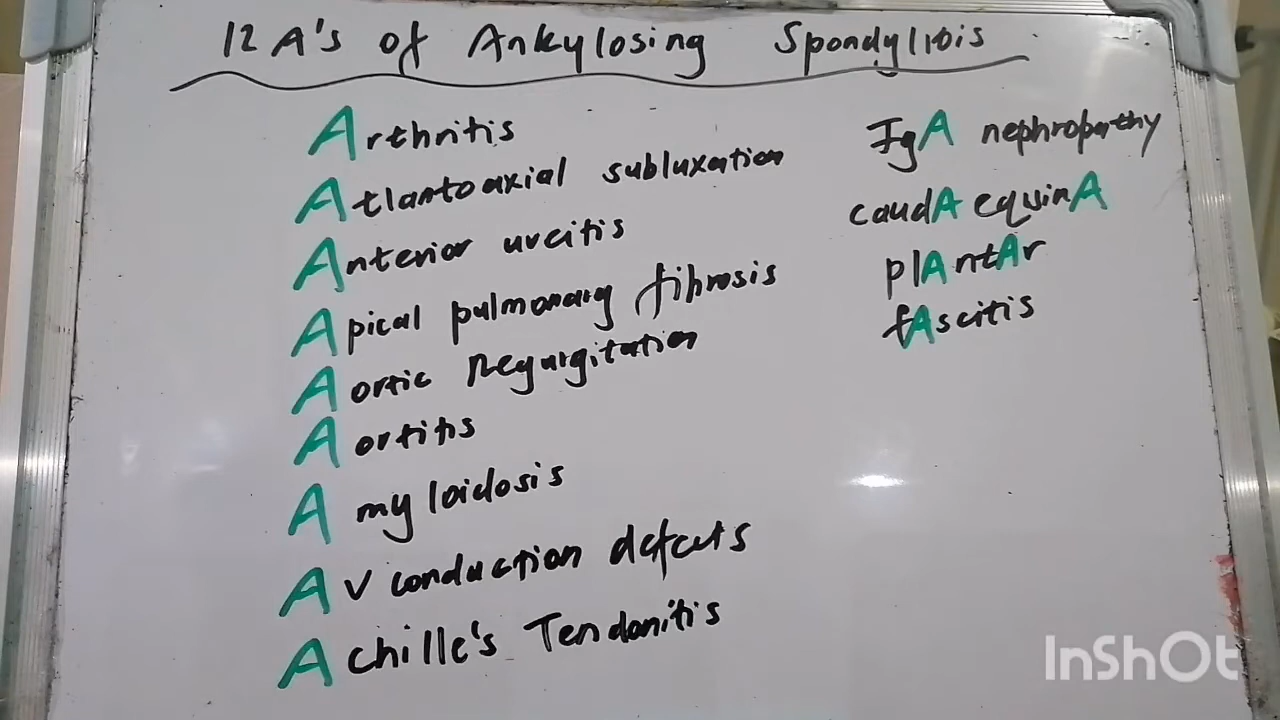 12 A's of Ankylosing Spondylitis
Arthritis
Atlantoaxial subluxation
Anterior uveitis
Apical pulmonary fibrosis
Aortic Regurgitation
Aortitis
Amyloidosis
AV conduction defects
Achille's Tendonitis
IgA nephropathy
caudA equinA
plAntAr
fAscitis
InShOt